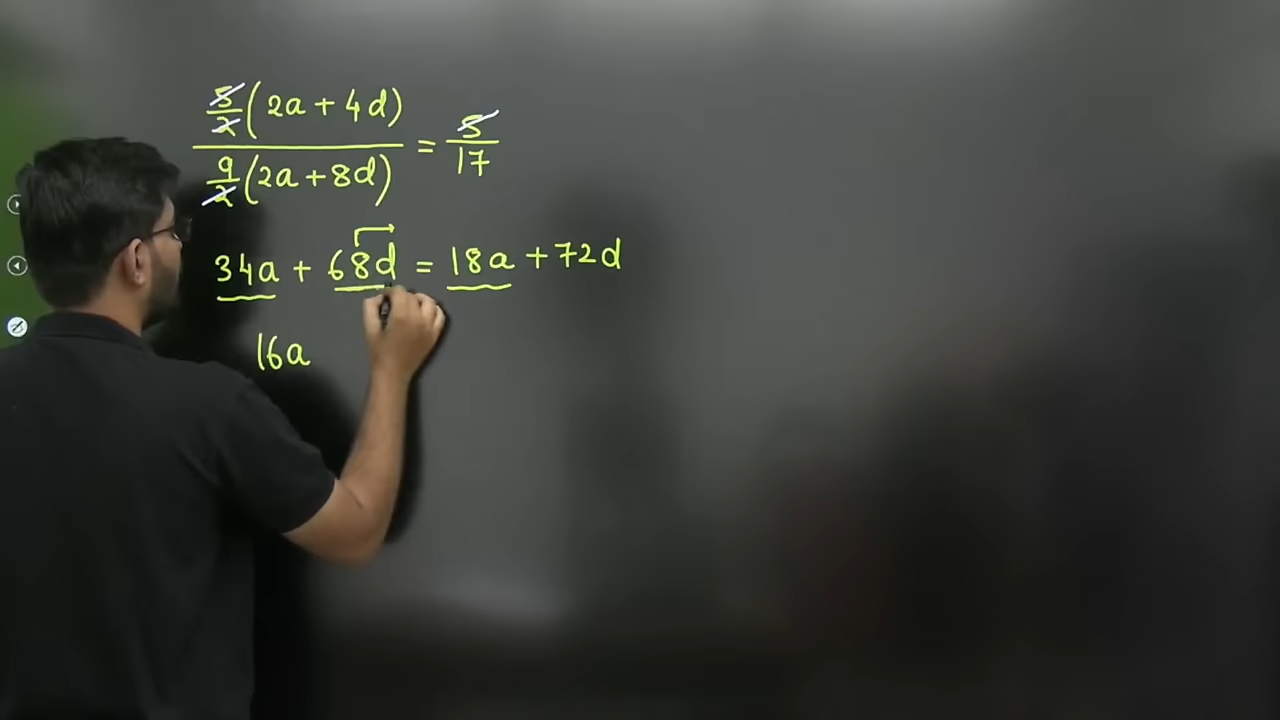 5/2 (2a + 4d) / 9/2 (2a + 8d) = 5/17
34a + 68d = 18a + 72d
16a